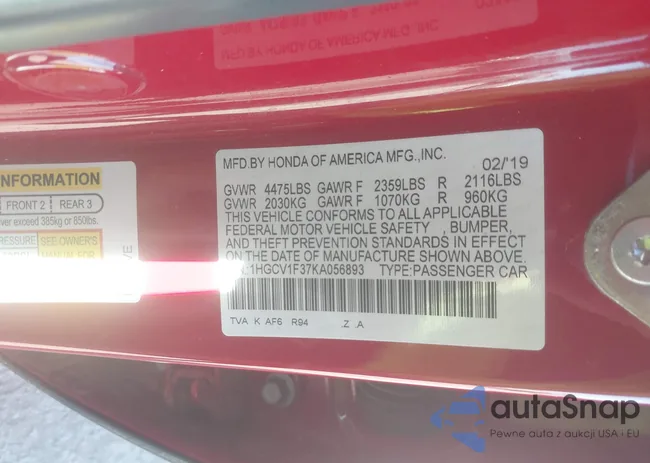 MFD.BY HONDA OF AMERICA MFG.,INC. 02/'19
GVWR 4475LBS GAWR F 2359LBS R 2116LBS
GVWR 2030KG GAWR F 1070KG R 960KG
THIS VEHICLE CONFORMS TO ALL APPLICABLE
FEDERAL MOTOR VEHICLE SAFETY , BUMPER,
AND THEFT PREVENTION STANDARDS IN EFFECT
ON THE DATE OF MANUFACTURE SHOWN ABOVE.
1HGCV1F37KA056893 TYPE:PASSENGER CAR
TVA K AF6 R94 .Z .A
INFORMATION
FRONT 2 REAR 3
ver exceed 385kg or 850lbs.
PRESSURE SEE OWNER'S
MANUAL FOR
autaSnap
Pewne auta z aukcji USA i EU